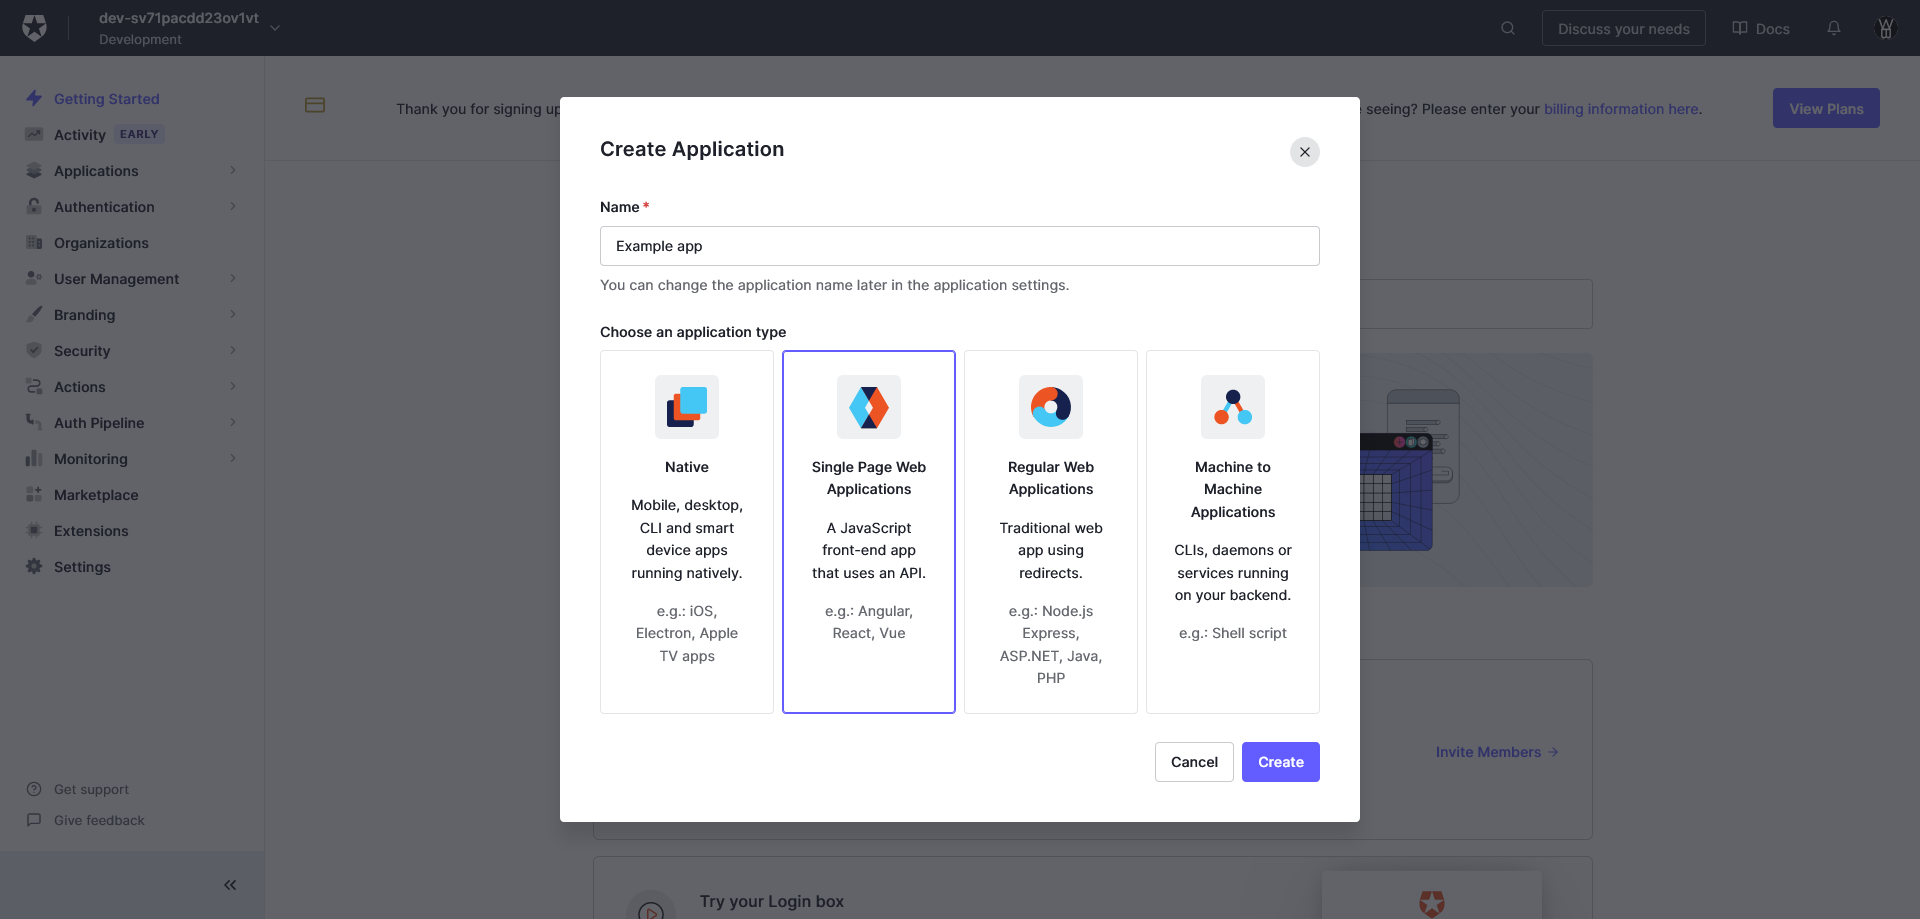 dev-sv71pacdd23ov1vt
Development
Discuss your needs
Docs
Getting Started
Activity EARLY
Applications
Authentication
Organizations
User Management
Branding
Security
Actions
Auth Pipeline
Monitoring
Marketplace
Extensions
Settings
Get support
Give feedback
Thank you for signing
seeing? Please enter your billing information here.
View Plans
Create Application
Name *
Example app
You can change the application name later in the application settings.
Choose an application type
Native
Mobile, desktop,
CLI and smart
device apps
running natively.
e.g.: iOS,
Electron, Apple
TV apps
Single Page Web
Applications
A JavaScript
front-end app
that uses an API.
e.g.: Angular,
React, Vue
Regular Web
Applications
Traditional web
app using
redirects.
e.g.: Node.js
Express,
ASP.NET, Java,
PHP
Machine to
Machine
Applications
CLIs, daemons or
services running
on your backend.
e.g.: Shell script
Cancel
Create
Invite Members →
Try your Login box